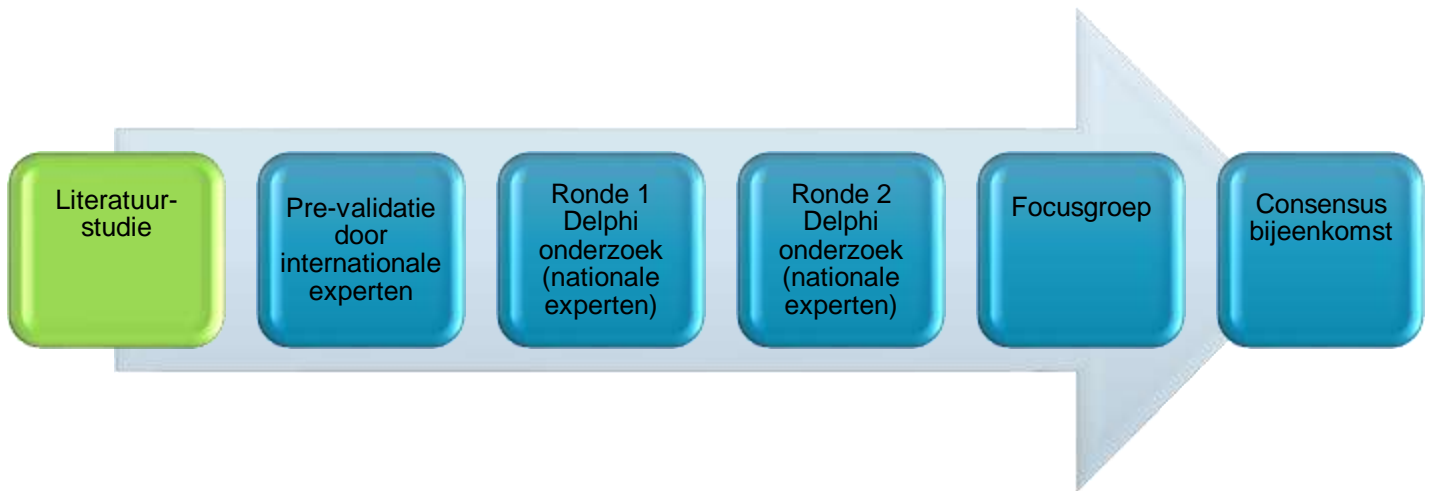 Literatuur-
studie
Pre-validatie
door
internationale
experten
Ronde 1
Delphi
onderzoek
(nationale
experten)
Ronde 2
Delphi
onderzoek
(nationale
experten)
Focusgroep
Consensus
bijeenkomst